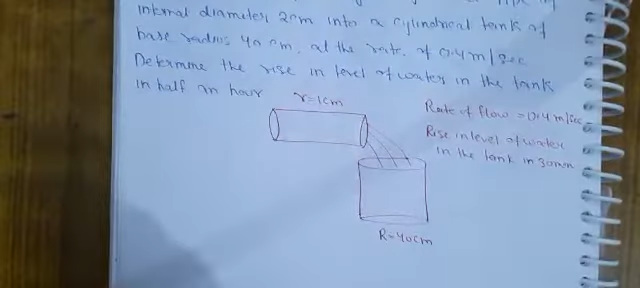 internal diameter 2cm into a cylindrical tank of
base radius 40 cm, at the rate of 0.4 m/sec
Determine the rise in level of water in the tank
in half an hour
r=1cm
Rate of flow = 0.4 m/sec
Rise in level of water
in the tank in 30min
R=40cm